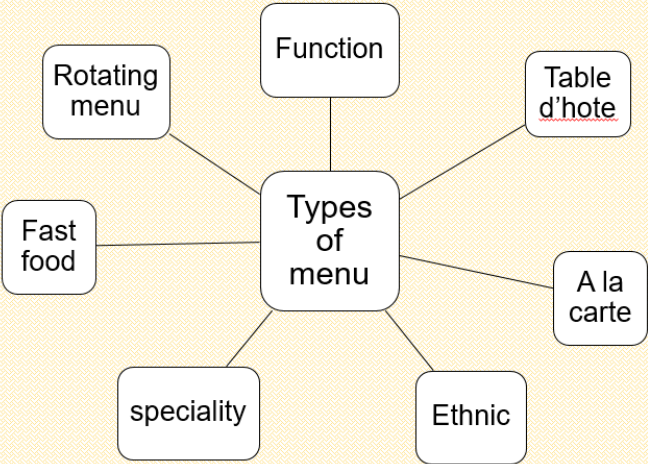 Function
Rotating
menu
Table
d'hote
Types
of
menu
Fast
food
A la
carte
speciality
Ethnic